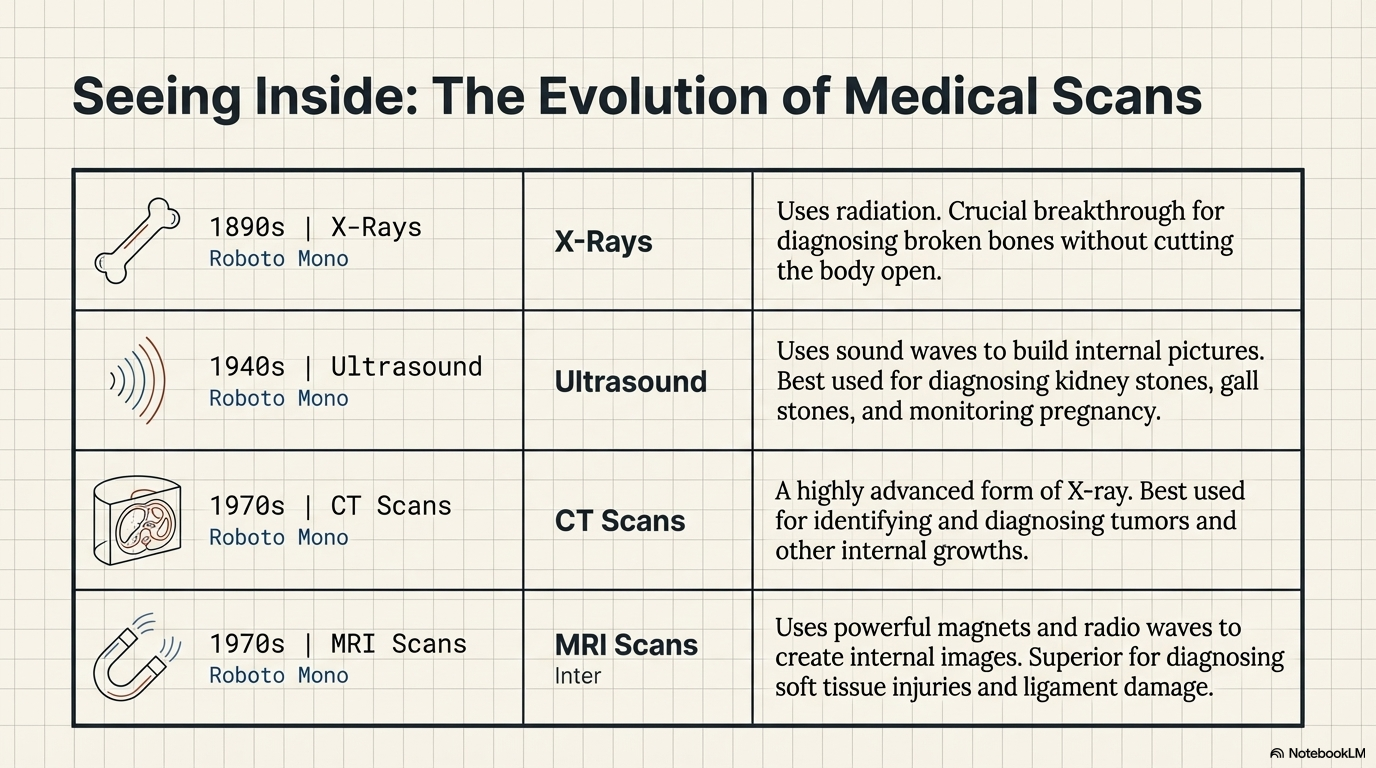 Seeing Inside: The Evolution of Medical Scans
1890s | X-Rays
Roboto Mono
X-Rays
Uses radiation. Crucial breakthrough for
diagnosing broken bones without cutting
the body open.
1940s | Ultrasound
Roboto Mono
Ultrasound
Uses sound waves to build internal pictures.
Best used for diagnosing kidney stones, gall
stones, and monitoring pregnancy.
1970s | CT Scans
Roboto Mono
CT Scans
A highly advanced form of X-ray. Best used
for identifying and diagnosing tumors and
other internal growths.
1970s | MRI Scans
Roboto Mono
MRI Scans
Inter
Uses powerful magnets and radio waves to
create internal images. Superior for diagnosing
soft tissue injuries and ligament damage.
NotebookLM